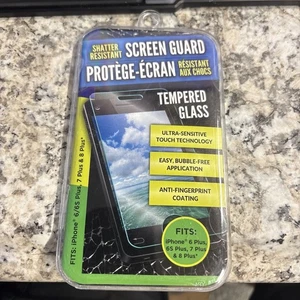 SHATTER RESISTANT SCREEN GUARD
PROTÈGE-ÉCRAN RÉSISTANT AUX CHOCS
TEMPERED
GLASS
ULTRA-SENSITIVE
TOUCH TECHNOLOGY
EASY, BUBBLE-FREE
APPLICATION
ANTI-FINGERPRINT
COATING
FITS:
iPhone® 6 Plus,
6S Plus, 7 Plus
& 8 Plus*
FITS: iPhone® 6/6S Plus, 7 Plus & 8 Plus*